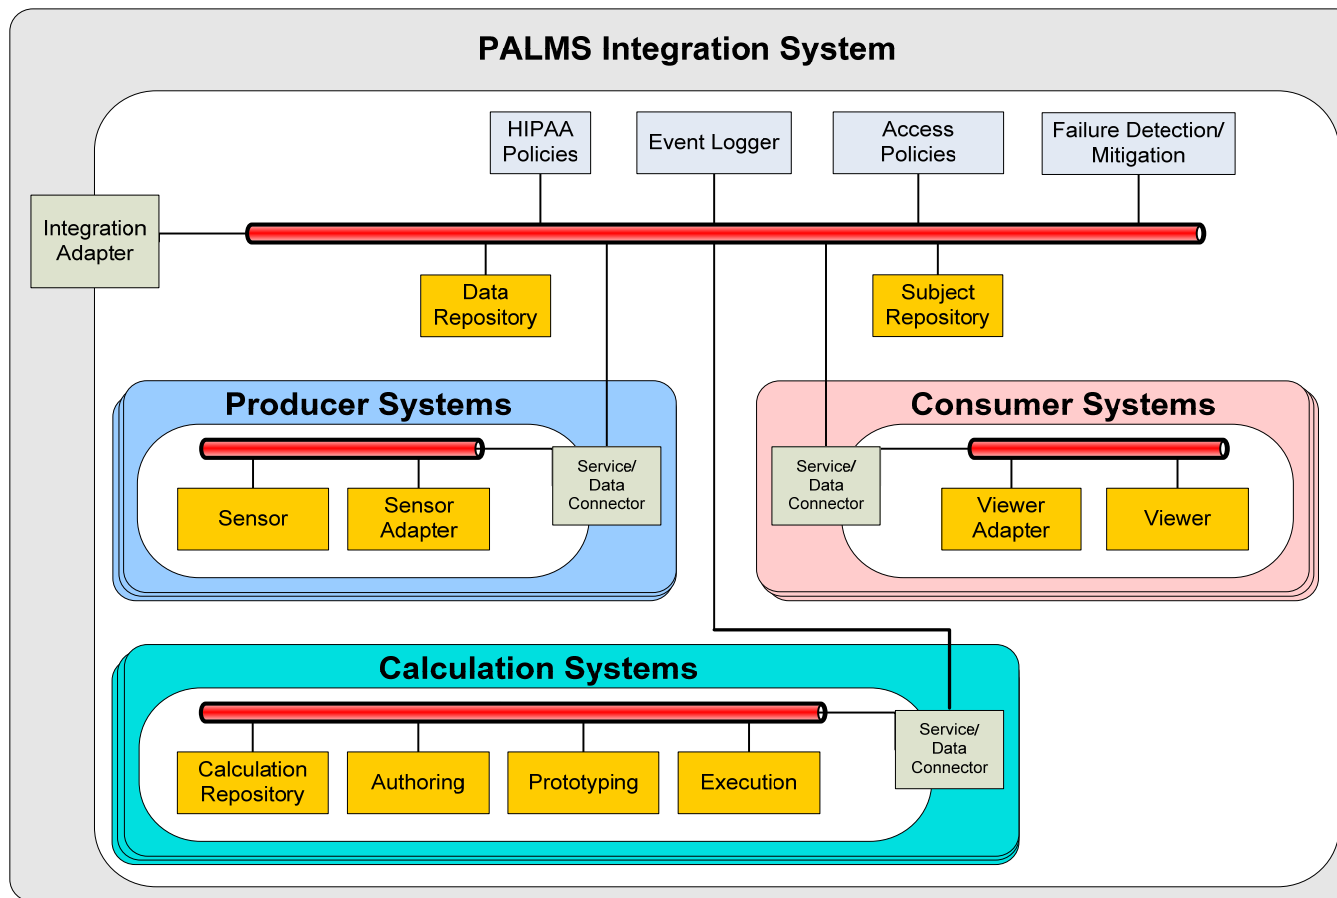 PALMS Integration System
HIPAA
Policies
Event Logger
Access
Policies
Failure Detection/
Mitigation
Integration
Adapter
Data
Repository
Subject
Repository
Producer Systems
Sensor
Sensor
Adapter
Service/
Data
Connector
Consumer Systems
Service/
Data
Connector
Viewer
Adapter
Viewer
Calculation Systems
Calculation
Repository
Authoring
Prototyping
Execution
Service/
Data
Connector